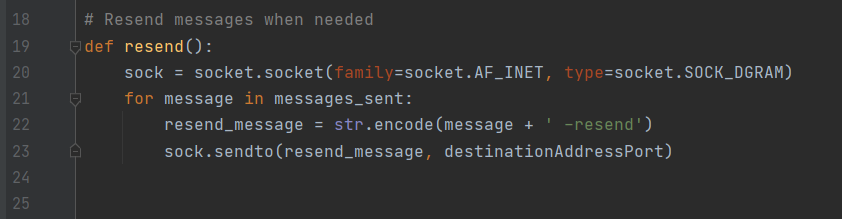 18 # Resend messages when needed
19 def resend():
20 sock = socket.socket(family=socket.AF_INET, type=socket.SOCK_DGRAM)
21 for message in messages_sent:
22 resend_message = str.encode(message + ' -resend')
23 sock.sendto(resend_message, destinationAddressPort)
24
25